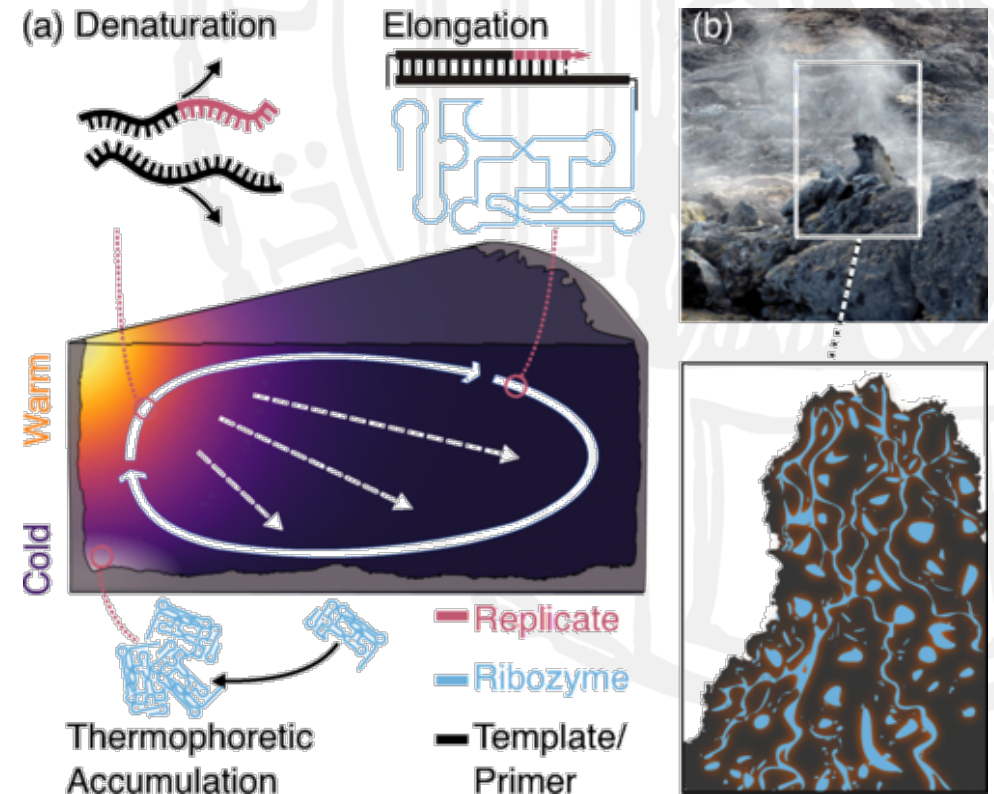 (a) Denaturation
Elongation
(b)
Warm
Cold
Replicate
Ribozyme
Thermophoretic
Accumulation
Template/
Primer